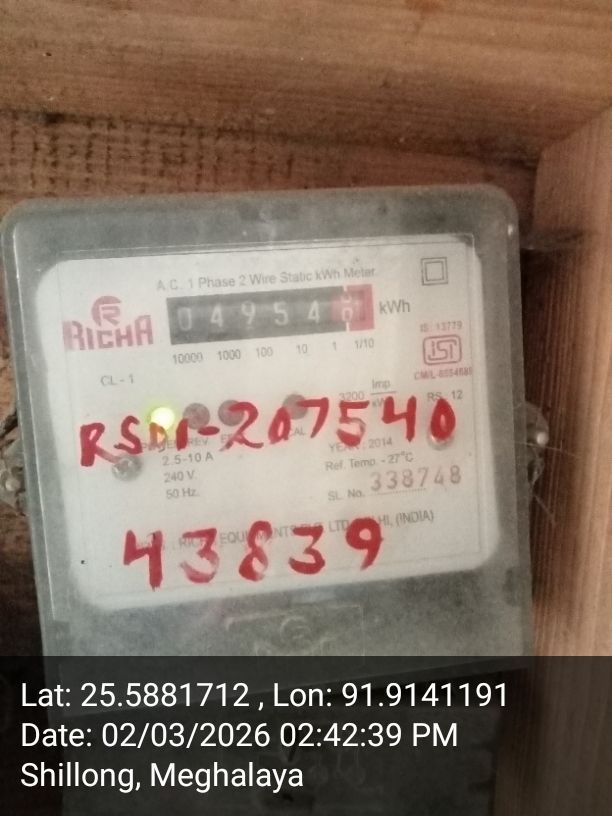 A.C. 1 Phase 2 Wire Static kWh Meter.
RICHA
0 4 9 5 4
kWh
10000 1000 100 10 1 1/10
IS: 13779
ISI
CL - 1
3200 Imp
RS. 12
RSD1-207540
2.5-10 A
YEAR: 2014
240 V.
Ref. Temp. - 27°C
50 Hz.
SL. No. 338748
(INDIA)
43839
Lat: 25.5881712 , Lon: 91.9141191
Date: 02/03/2026 02:42:39 PM
Shillong, Meghalaya